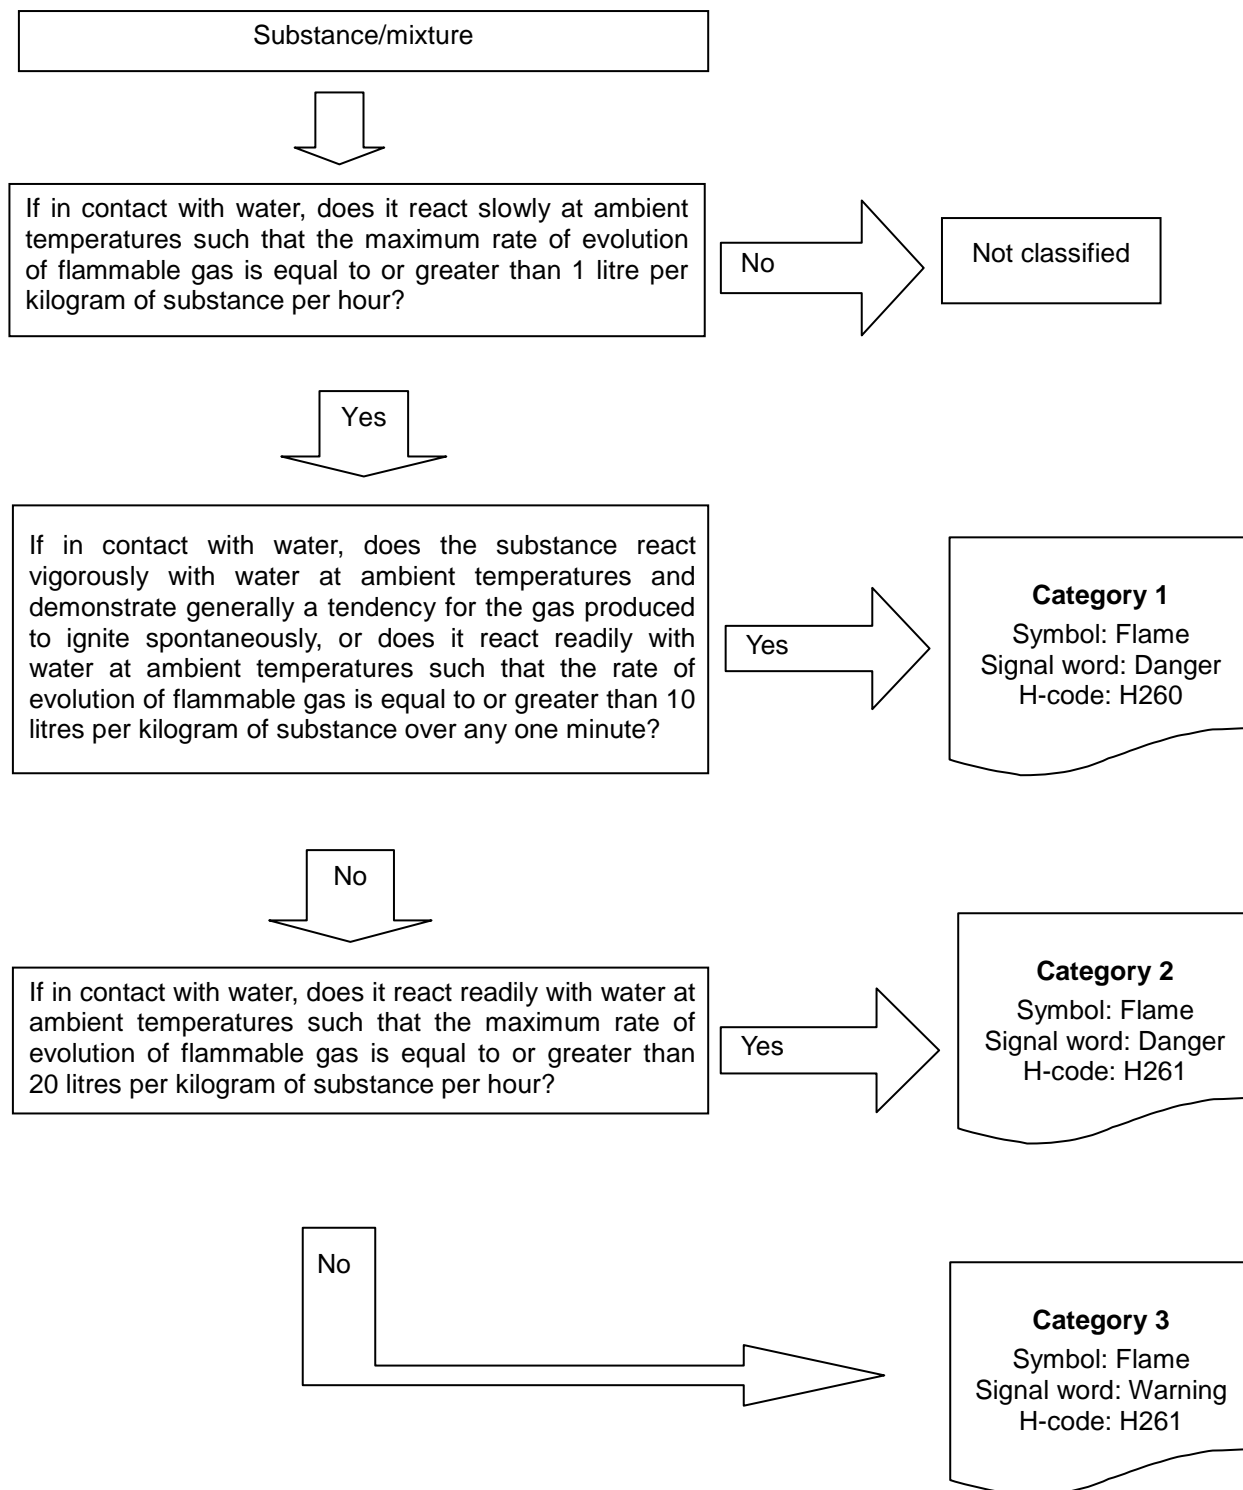 Substance/mixture
If in contact with water, does it react slowly at ambient
temperatures such that the maximum rate of evolution
of flammable gas is equal to or greater than 1 litre per
kilogram of substance per hour?
No
Not classified
Yes
If in contact with water, does the substance react
vigorously with water at ambient temperatures and
demonstrate generally a tendency for the gas produced
to ignite spontaneously, or does it react readily with
water at ambient temperatures such that the rate of
evolution of flammable gas is equal to or greater than 10
litres per kilogram of substance over any one minute?
Yes
Category 1
Symbol: Flame
Signal word: Danger
H-code: H260
No
If in contact with water, does it react readily with water at
ambient temperatures such that the maximum rate of
evolution of flammable gas is equal to or greater than
20 litres per kilogram of substance per hour?
Yes
Category 2
Symbol: Flame
Signal word: Danger
H-code: H261
No
Category 3
Symbol: Flame
Signal word: Warning
H-code: H261